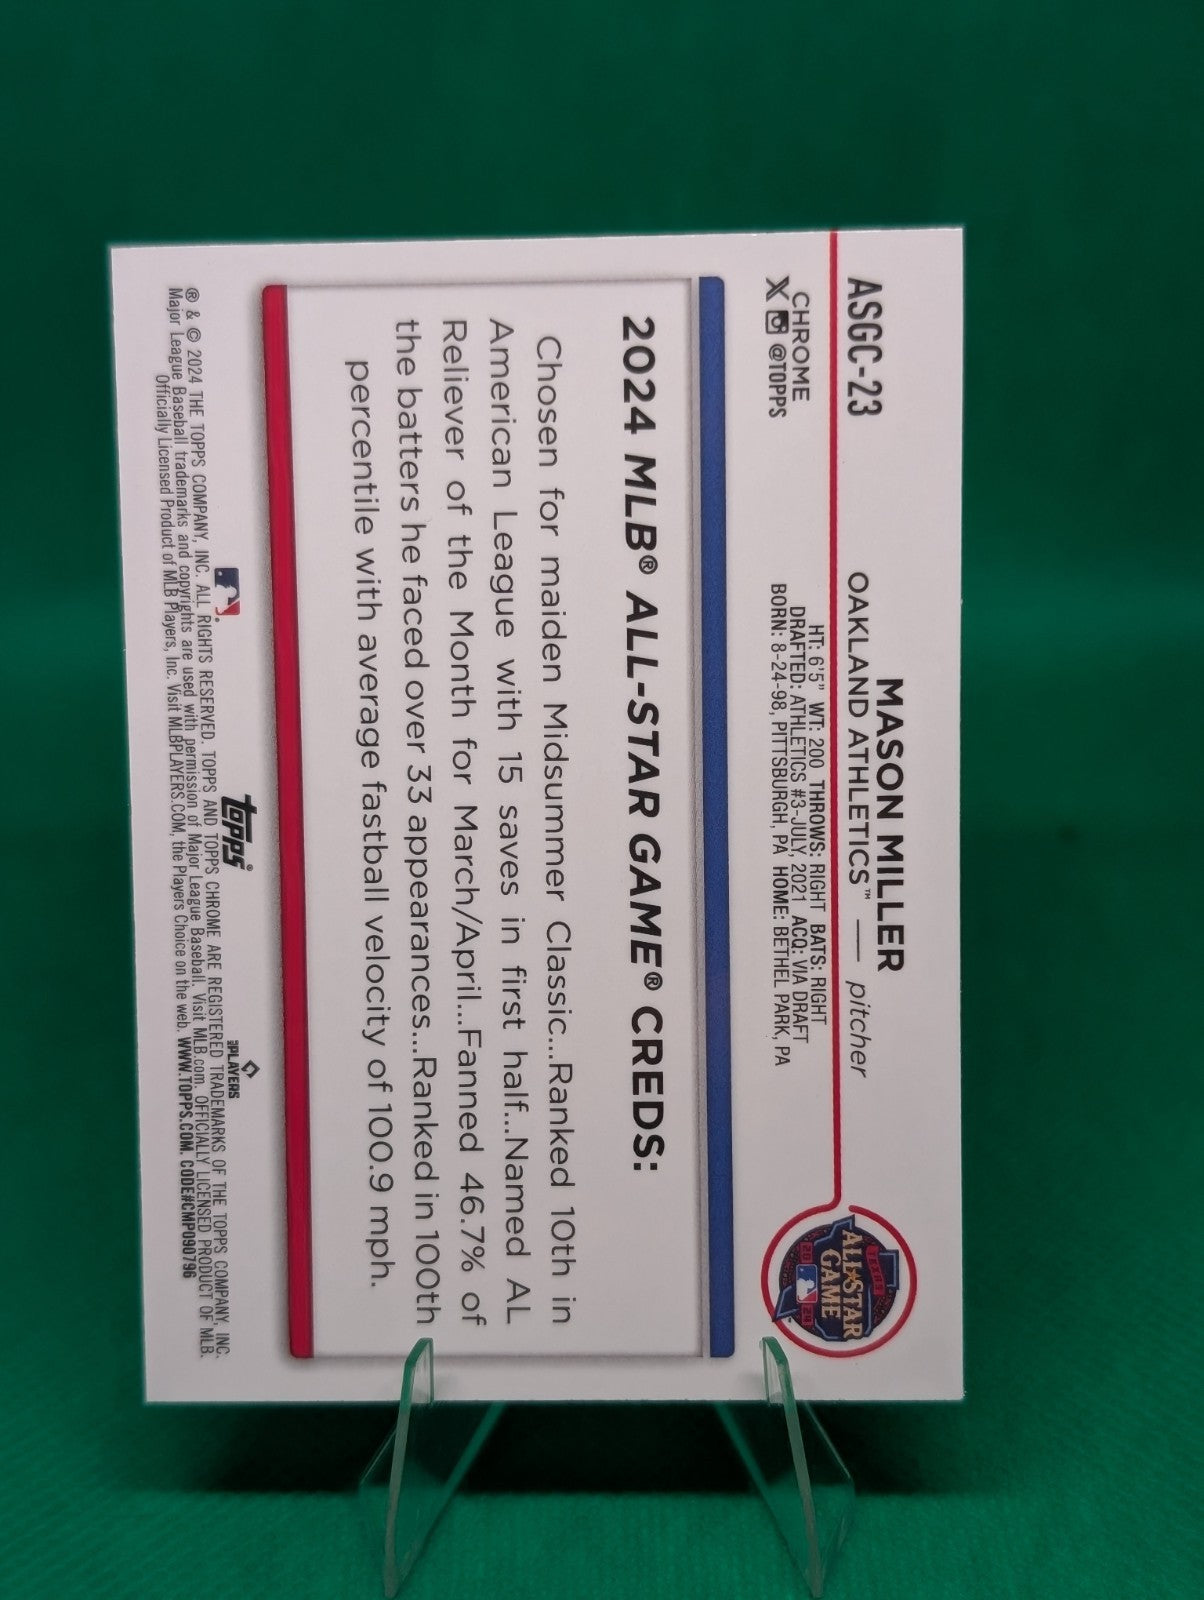 ASGC-23
MASON MILLER
OAKLAND ATHLETICS™ — pitcher
CHROME
X @TOPPS
HT: 6'5" WT: 200 THROWS: RIGHT BATS: RIGHT
DRAFTED: ATHLETICS #3-JULY, 2021 ACQ: VIA DRAFT
BORN: 8-24-98, PITTSBURGH, PA HOME: BETHEL PARK, PA
TEXAS
ALL-STAR
GAME
20 24
2024 MLB® ALL-STAR GAME® CREDS:
Chosen for maiden Midsummer Classic...Ranked 10th in
American League with 15 saves in first half...Named AL
Reliever of the Month for March/April...Fanned 46.7% of
the batters he faced over 33 appearances...Ranked in 100th
percentile with average fastball velocity of 100.9 mph.
topps®
MLB PLAYERS
® & © 2024 THE TOPPS COMPANY, INC. ALL RIGHTS RESERVED. TOPPS AND TOPPS CHROME ARE REGISTERED TRADEMARKS OF THE TOPPS COMPANY, INC.
Major League Baseball trademarks and copyrights are used with permission of Major League Baseball. Visit MLB.com. OFFICIALLY LICENSED PRODUCT OF MLB
Officially Licensed Product of MLB Players, Inc. Visit MLBPLAYERS.COM, the Players Choice on the web. WWW.TOPPS.COM. CODE#CMP090796